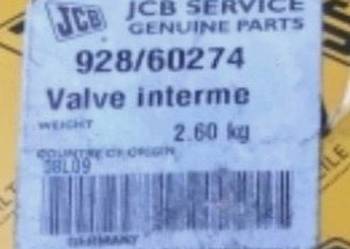 JCB
JCB SERVICE
GENUINE PARTS
928/60274
Valve interme
WEIGHT
2.60 kg
COUNTRY OF ORIGIN
GERMANY